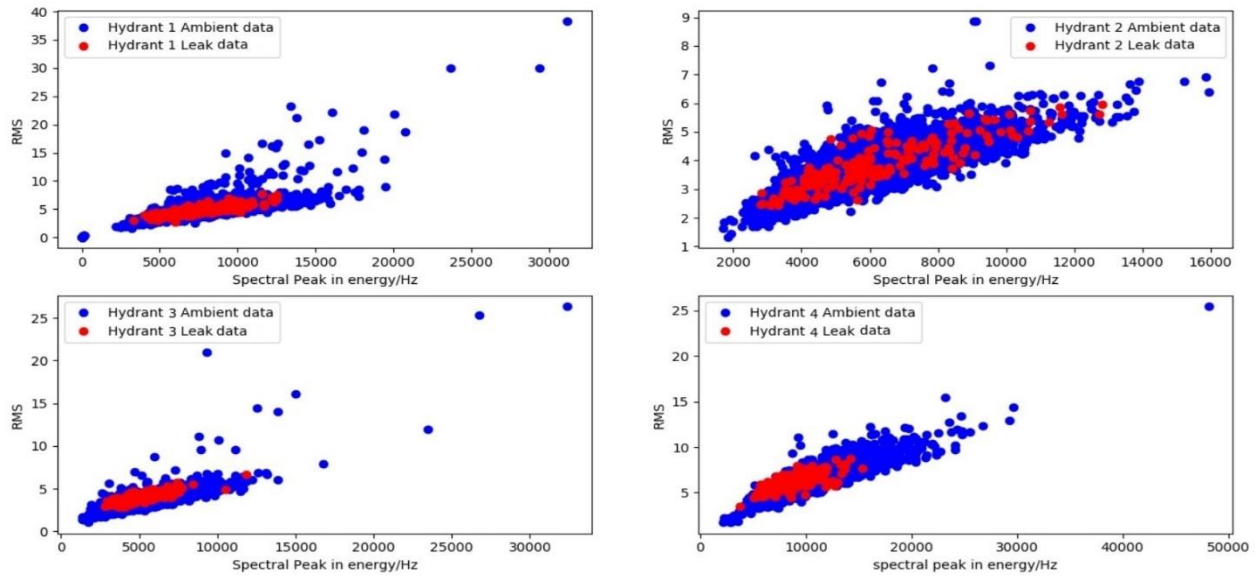 Hydrant 1 Ambient data
Hydrant 1 Leak data
40
35
30
25
20
15
10
5
0
RMS
0 5000 10000 15000 20000 25000 30000
Spectral Peak in energy/Hz
Hydrant 2 Ambient data
Hydrant 2 Leak data
9
8
7
6
5
4
3
2
1
RMS
2000 4000 6000 8000 10000 12000 14000 16000
Spectral Peak in energy/Hz
Hydrant 3 Ambient data
Hydrant 3 Leak data
25
20
15
10
5
0
RMS
0 5000 10000 15000 20000 25000 30000
Spectral Peak in energy/Hz
Hydrant 4 Ambient data
Hydrant 4 Leak data
25
20
15
10
5
RMS
0 10000 20000 30000 40000 50000
spectral peak in energy/Hz